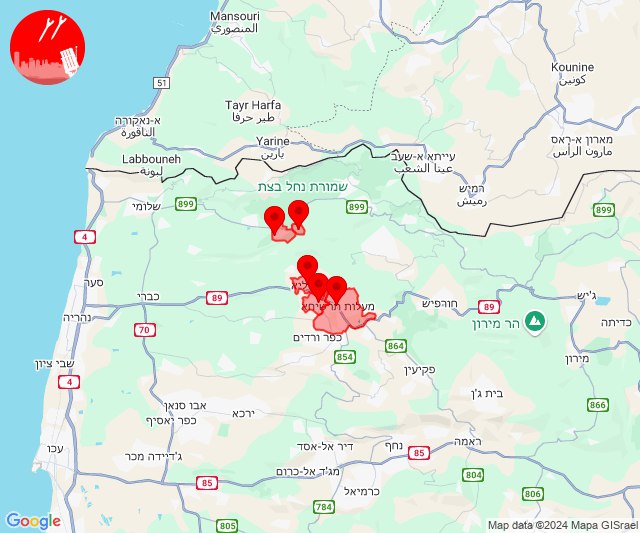 Mansouri
المنصوري
Kounine
כונין
كونين
51
Tayr Harfa
طير حرفا
א-נאקורה
الناقورة
Yarine
يارين
מארון א-ראס
مارون الراس
Labbouneh
لبونة
עייתא א-שעב
عيتا الشعب
שמורת נחל בצת
רמיש
رميش
899
שלומי
899
899
4
סער
כברי
89
מעלות תרשיחא
חורפיש
89
ג'יש
נהריה
70
כדיתה
הר מירון
כפר ורדים
864
854
מירון
שבי ציון
פקיעין
4
בית ג'ן
866
אבו סנאן
ירכא
כפר יאסיף
עכו
ג'דיידה מכר
דיר אל-אסד
נחף
ראמה
85
85
מג'ד אל-כרום
804
כרמיאל
806
784
805
Google
Map data ©2024 Mapa GISrael